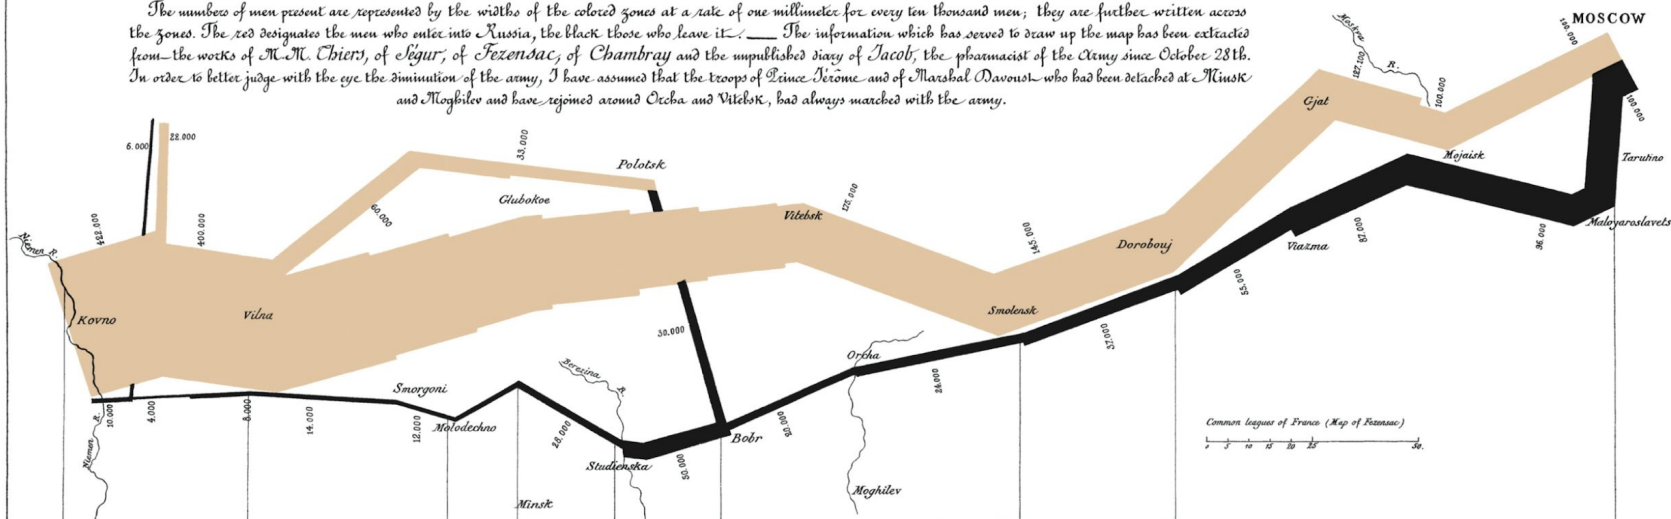 The numbers of men present are represented by the widths of the colored zones at a rate of one millimeter for every ten thousand men; they are further written across
the zones. The red designates the men who enter into Russia, the black those who leave it. — The information which has served to draw up the map has been extracted
from the works of M.M. Thiers, of Ségur, of Fezensac, of Chambray and the unpublished diary of Jacob, the pharmacist of the Army since October 28th.
In order to better judge with the eye the diminution of the army, I have assumed that the troops of Prince Jérôme and of Marshal Davoust who had been detached at Minsk
and Moghilev and have rejoined around Orcha and Vitebsk, had always marched with the army.
MOSCOW
Moskva
R.
100.000
127.100
100.000
100.000
Gjat
Mojaisk
Tarutino
Maloyaroslavets
6.000
22.000
33.000
Polotsk
60.000
Glubokoe
Vitebsk
175.000
422.000
400.000
Niemen R.
145.000
Dorobouj
Viazma
87.000
96.000
55.000
Kovno
Vilna
Smolensk
30.000
37.000
Orcha
Berezina
R.
Smorgoni
24.000
10.000
4.000
8.000
14.000
12.000
Molodechno
28.000
20.000
Bobr
Common leagues of France (Map of Fezensac)
0 5 10 15 20 25 50.
R.
Niemen
Studienska
50.000
Minsk
Moghilev